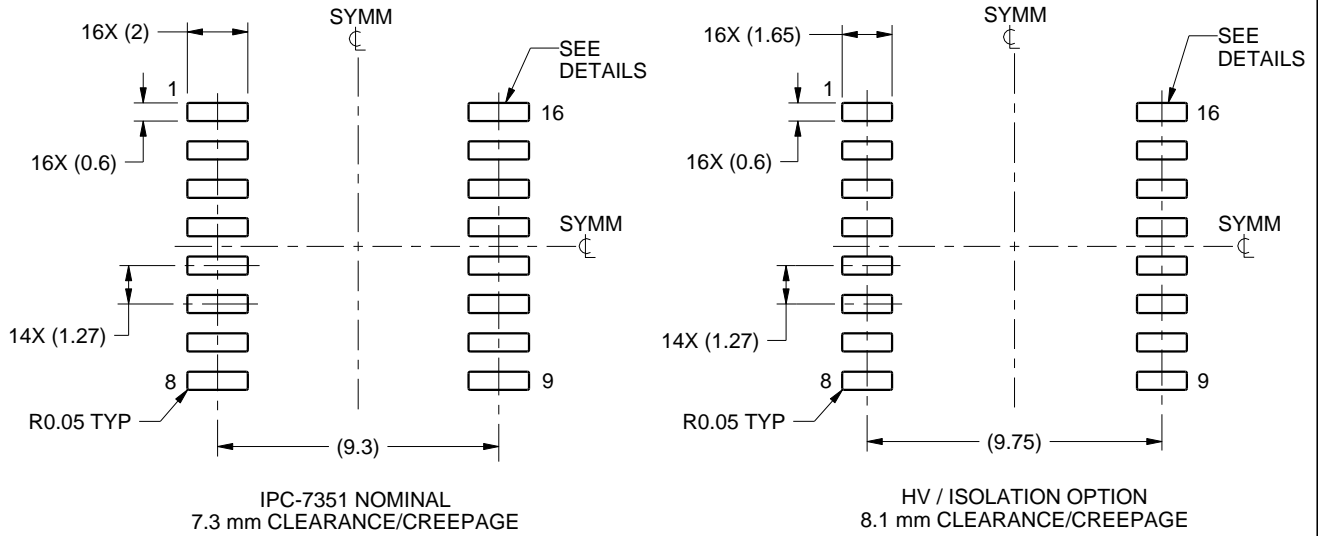 16X (2)
SYMM
℄
SEE
DETAILS
1
16
16X (0.6)
SYMM
℄
14X (1.27)
8
9
R0.05 TYP
(9.3)
IPC-7351 NOMINAL
7.3 mm CLEARANCE/CREEPAGE
16X (1.65)
SYMM
℄
SEE
DETAILS
1
16
16X (0.6)
SYMM
℄
14X (1.27)
8
9
R0.05 TYP
(9.75)
HV / ISOLATION OPTION
8.1 mm CLEARANCE/CREEPAGE